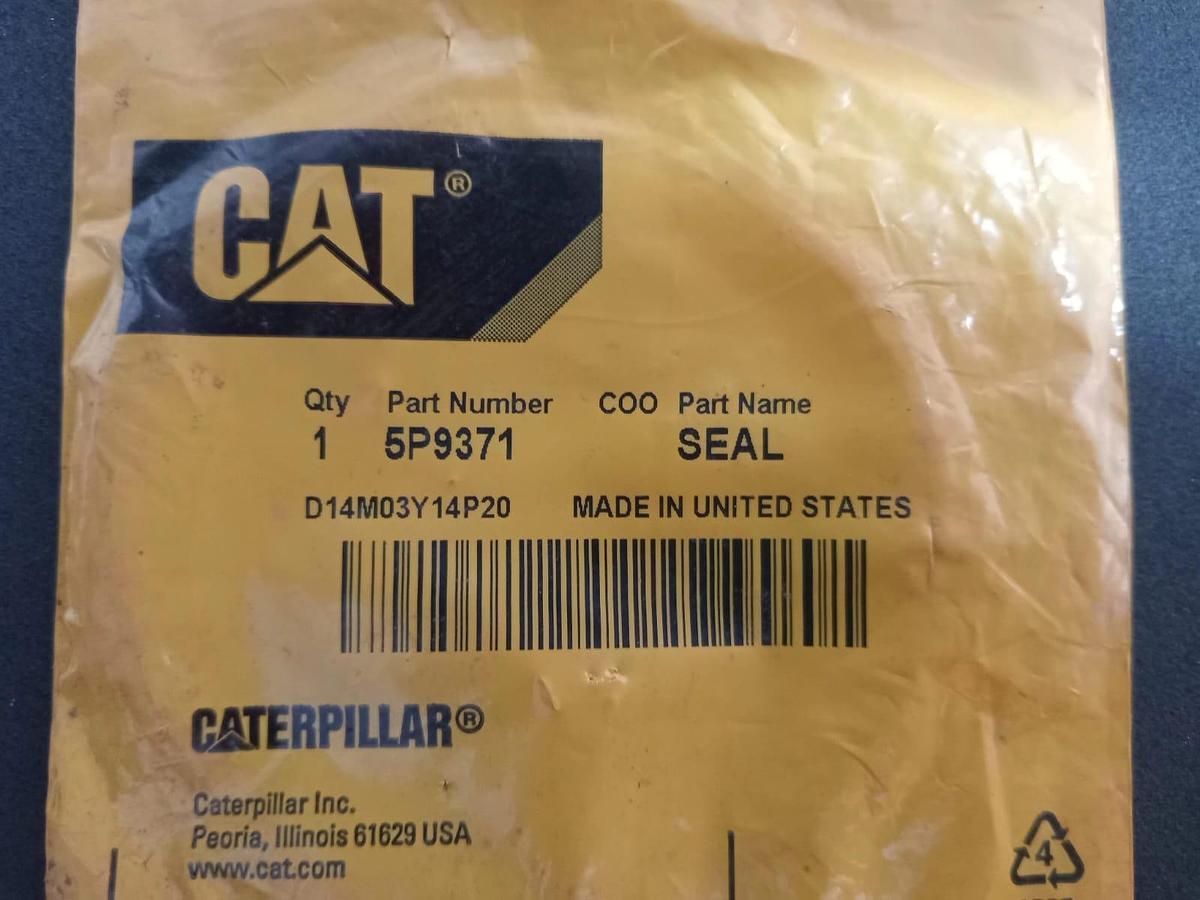 CAT®
Qty Part Number COO Part Name
1 5P9371 SEAL
D14M03Y14P20 MADE IN UNITED STATES
CATERPILLAR®
Caterpillar Inc.
Peoria, Illinois 61629 USA
www.cat.com
4